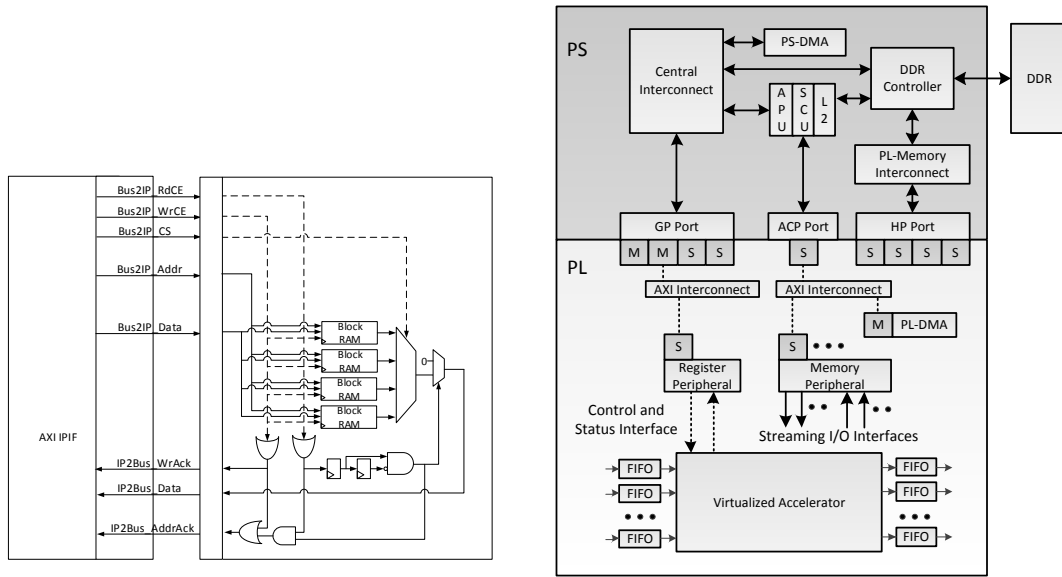 AXI IPIF
Bus2IP_RdCE
Bus2IP_WrCE
Bus2IP_CS
Bus2IP_Addr
Bus2IP_Data
Block
RAM
Block
RAM
Block
RAM
Block
RAM
0
IP2Bus_WrAck
IP2Bus_Data
IP2Bus_AddrAck
PS
Central
Interconnect
PS-DMA
DDR
Controller
DDR
APU
SCU
L2
PL-Memory
Interconnect
GP Port
ACP Port
HP Port
M
M
S
S
S
S
S
S
S
PL
AXI Interconnect
AXI Interconnect
M
PL-DMA
S
Register
Peripheral
S
Memory
Peripheral
Control and
Status Interface
Streaming I/O Interfaces
FIFO
FIFO
FIFO
Virtualized Accelerator
FIFO
FIFO
FIFO